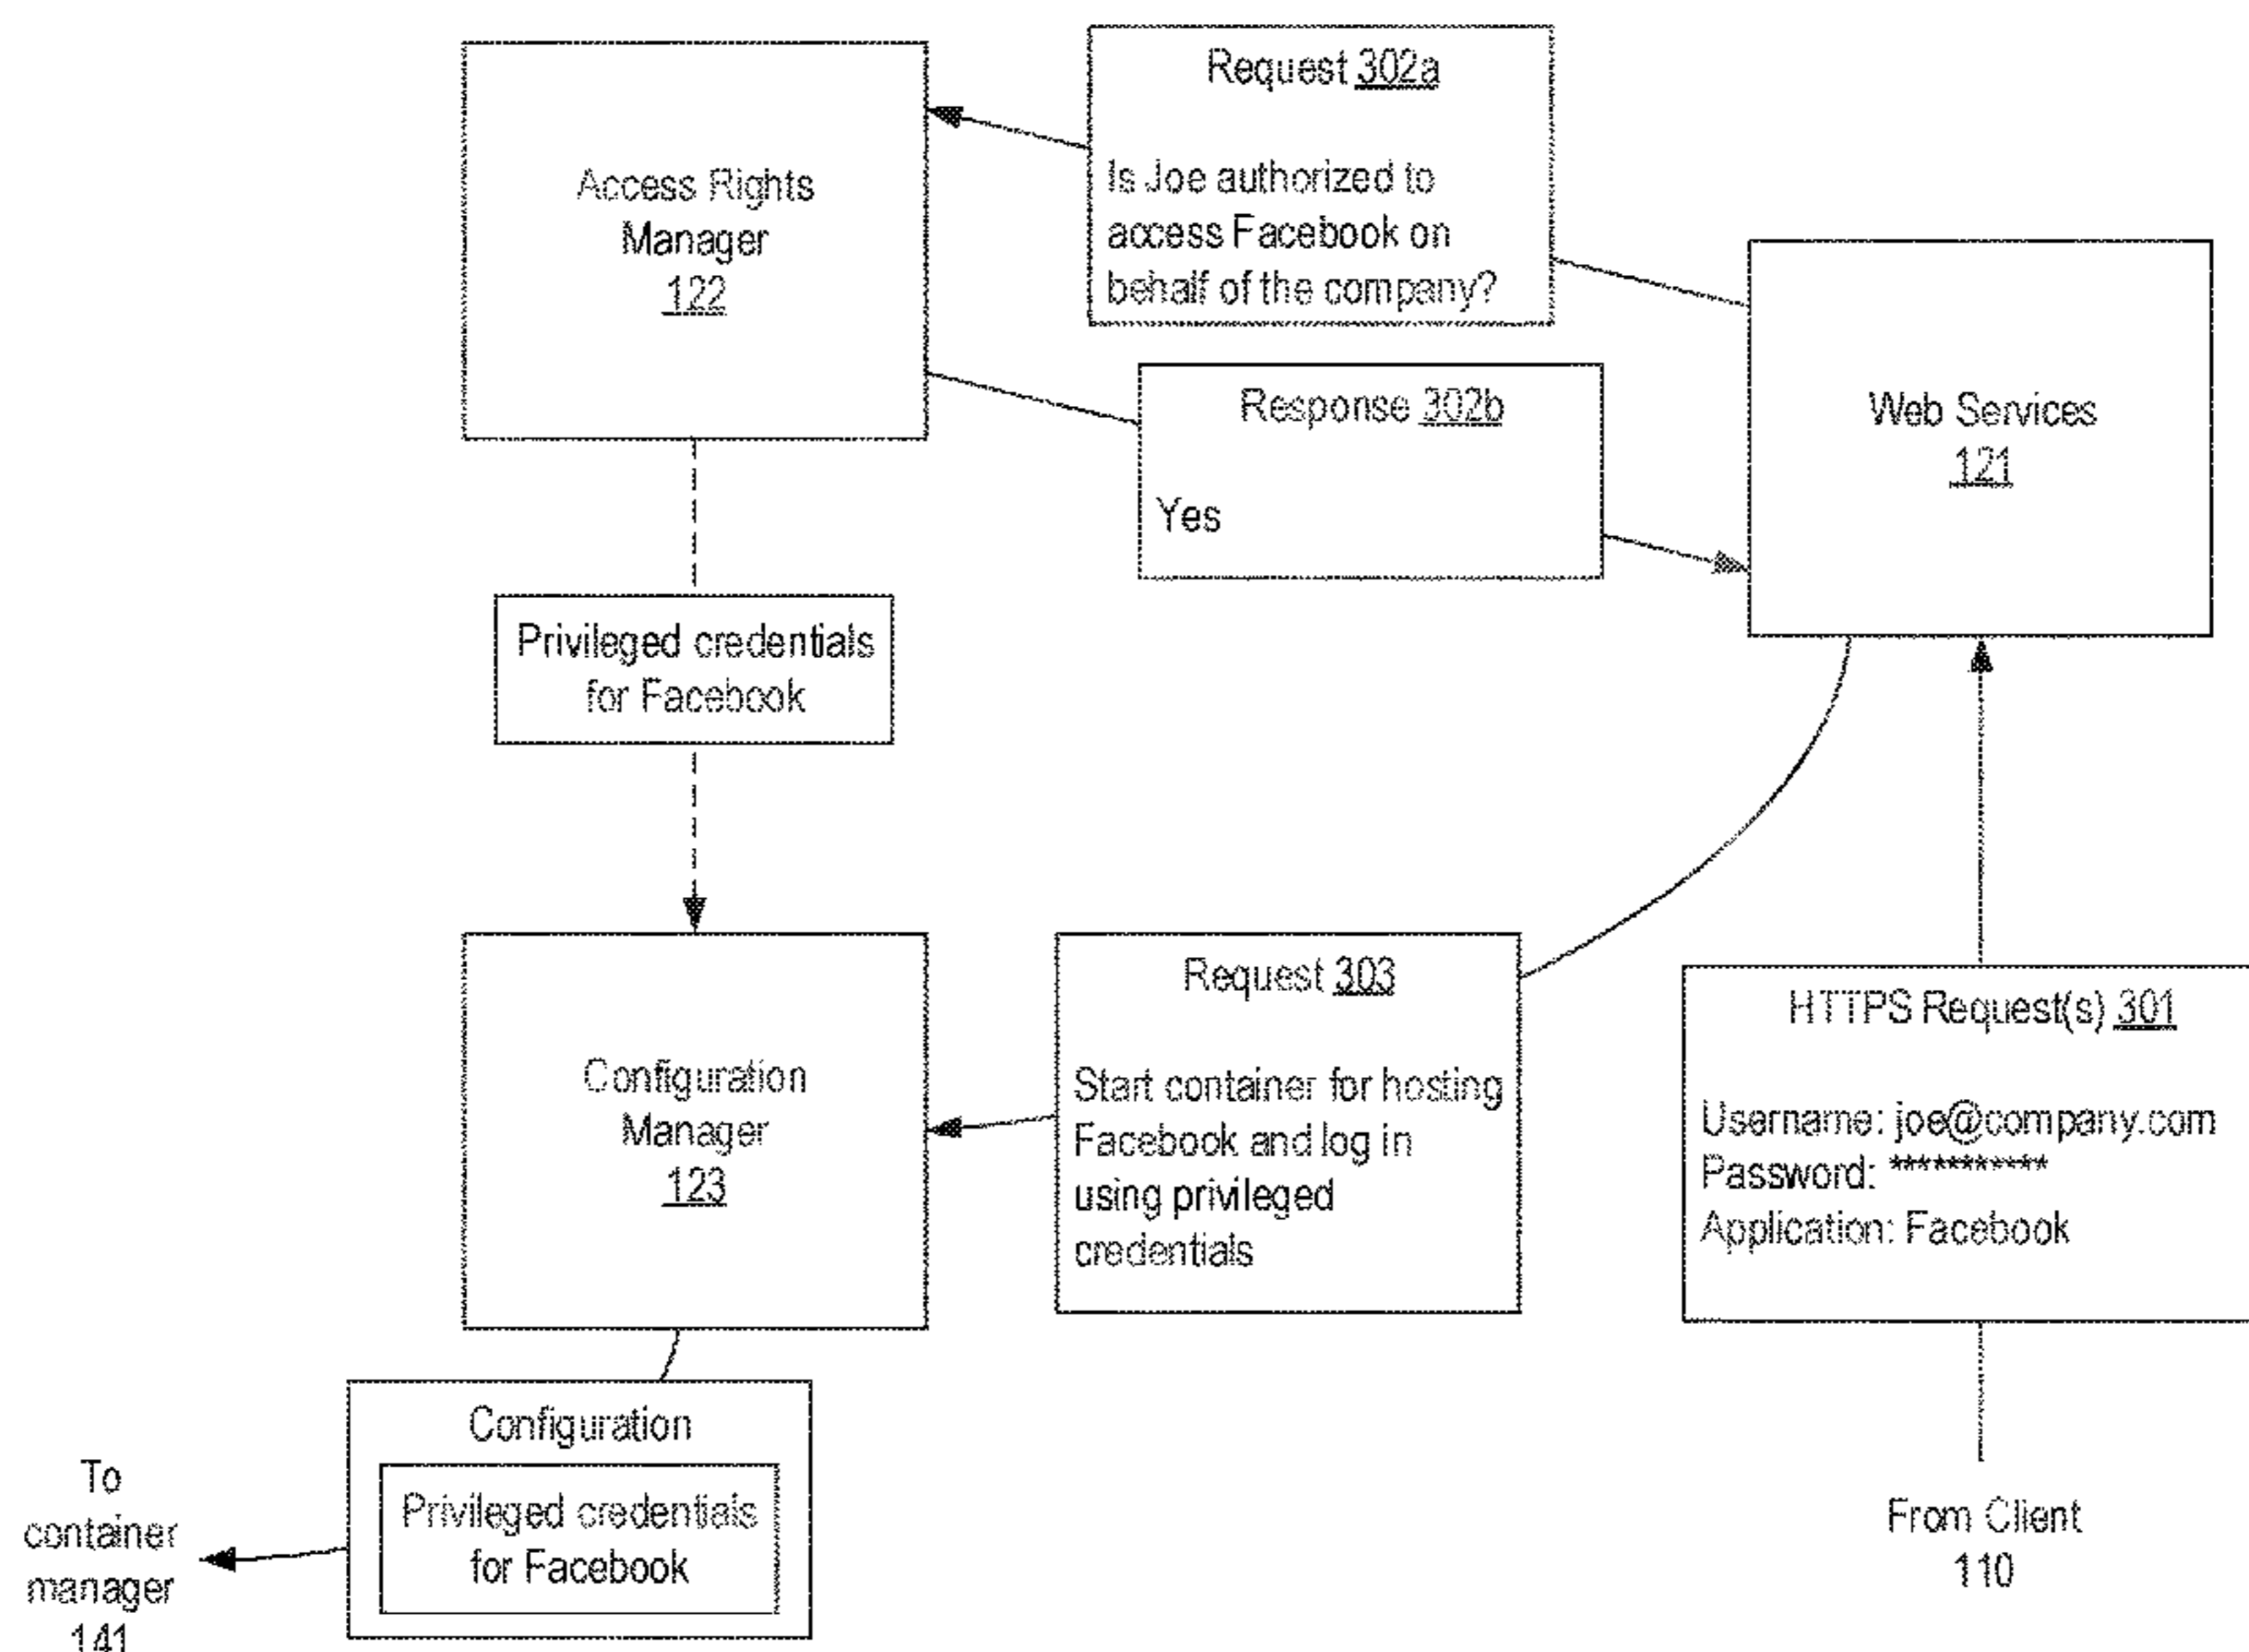 Request 302a
Is Joe authorized to
access Facebook on
behalf of the company?
Access Rights
Manager
122
Response 302b
Yes
Web Services
121
Privileged credentials
for Facebook
Request 303
Start container for hosting
Facebook and log in
using privileged
credentials
HTTPS Request(s) 301
Username: joe@company.com
Password: ***********
Application: Facebook
Configuration
Manager
123
Configuration
Privileged credentials
for Facebook
To
container
manager
141
From Client
110